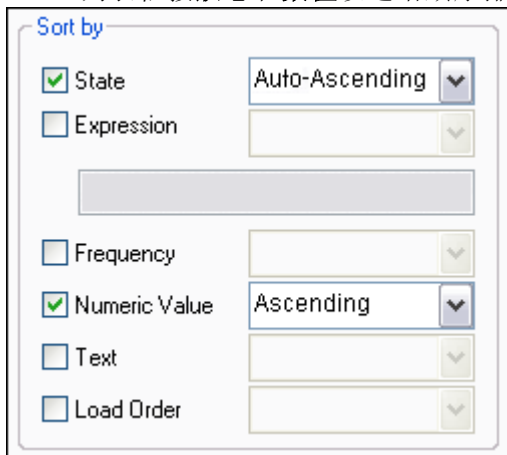 Sort by
State Auto-Ascending
Expression
Frequency
Numeric Value Ascending
Text
Load Order